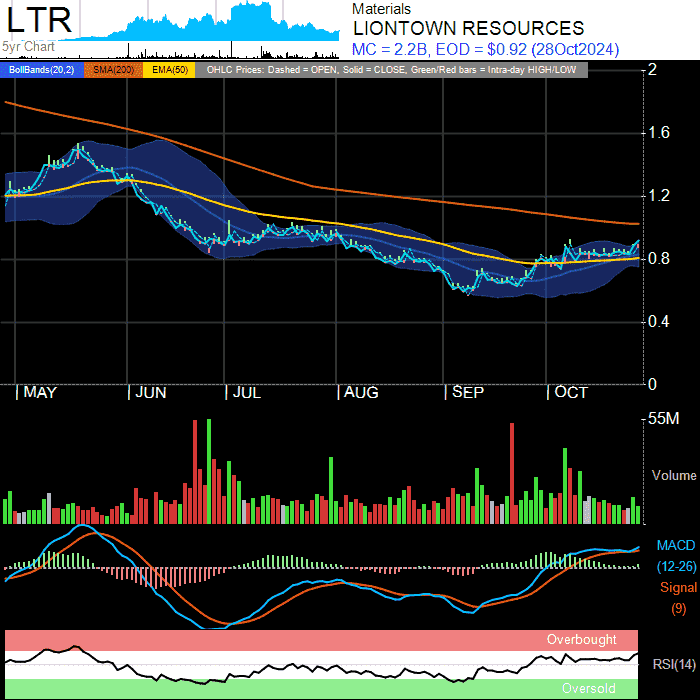 LTR
5yr Chart
Materials
LIONTOWN RESOURCES
MC = 2.2B, EOD = $0.92 (28Oct2024)
BollBands(20,2) SMA(200) EMA(50) OHLC Prices: Dashed = OPEN, Solid = CLOSE, Green/Red bars = Intra-day HIGH/LOW
2
1.6
1.2
0.8
0.4
0
MAY JUN JUL AUG SEP OCT
55M
Volume
MACD
(12-26)
Signal
(9)
Overbought
RSI(14)
Oversold